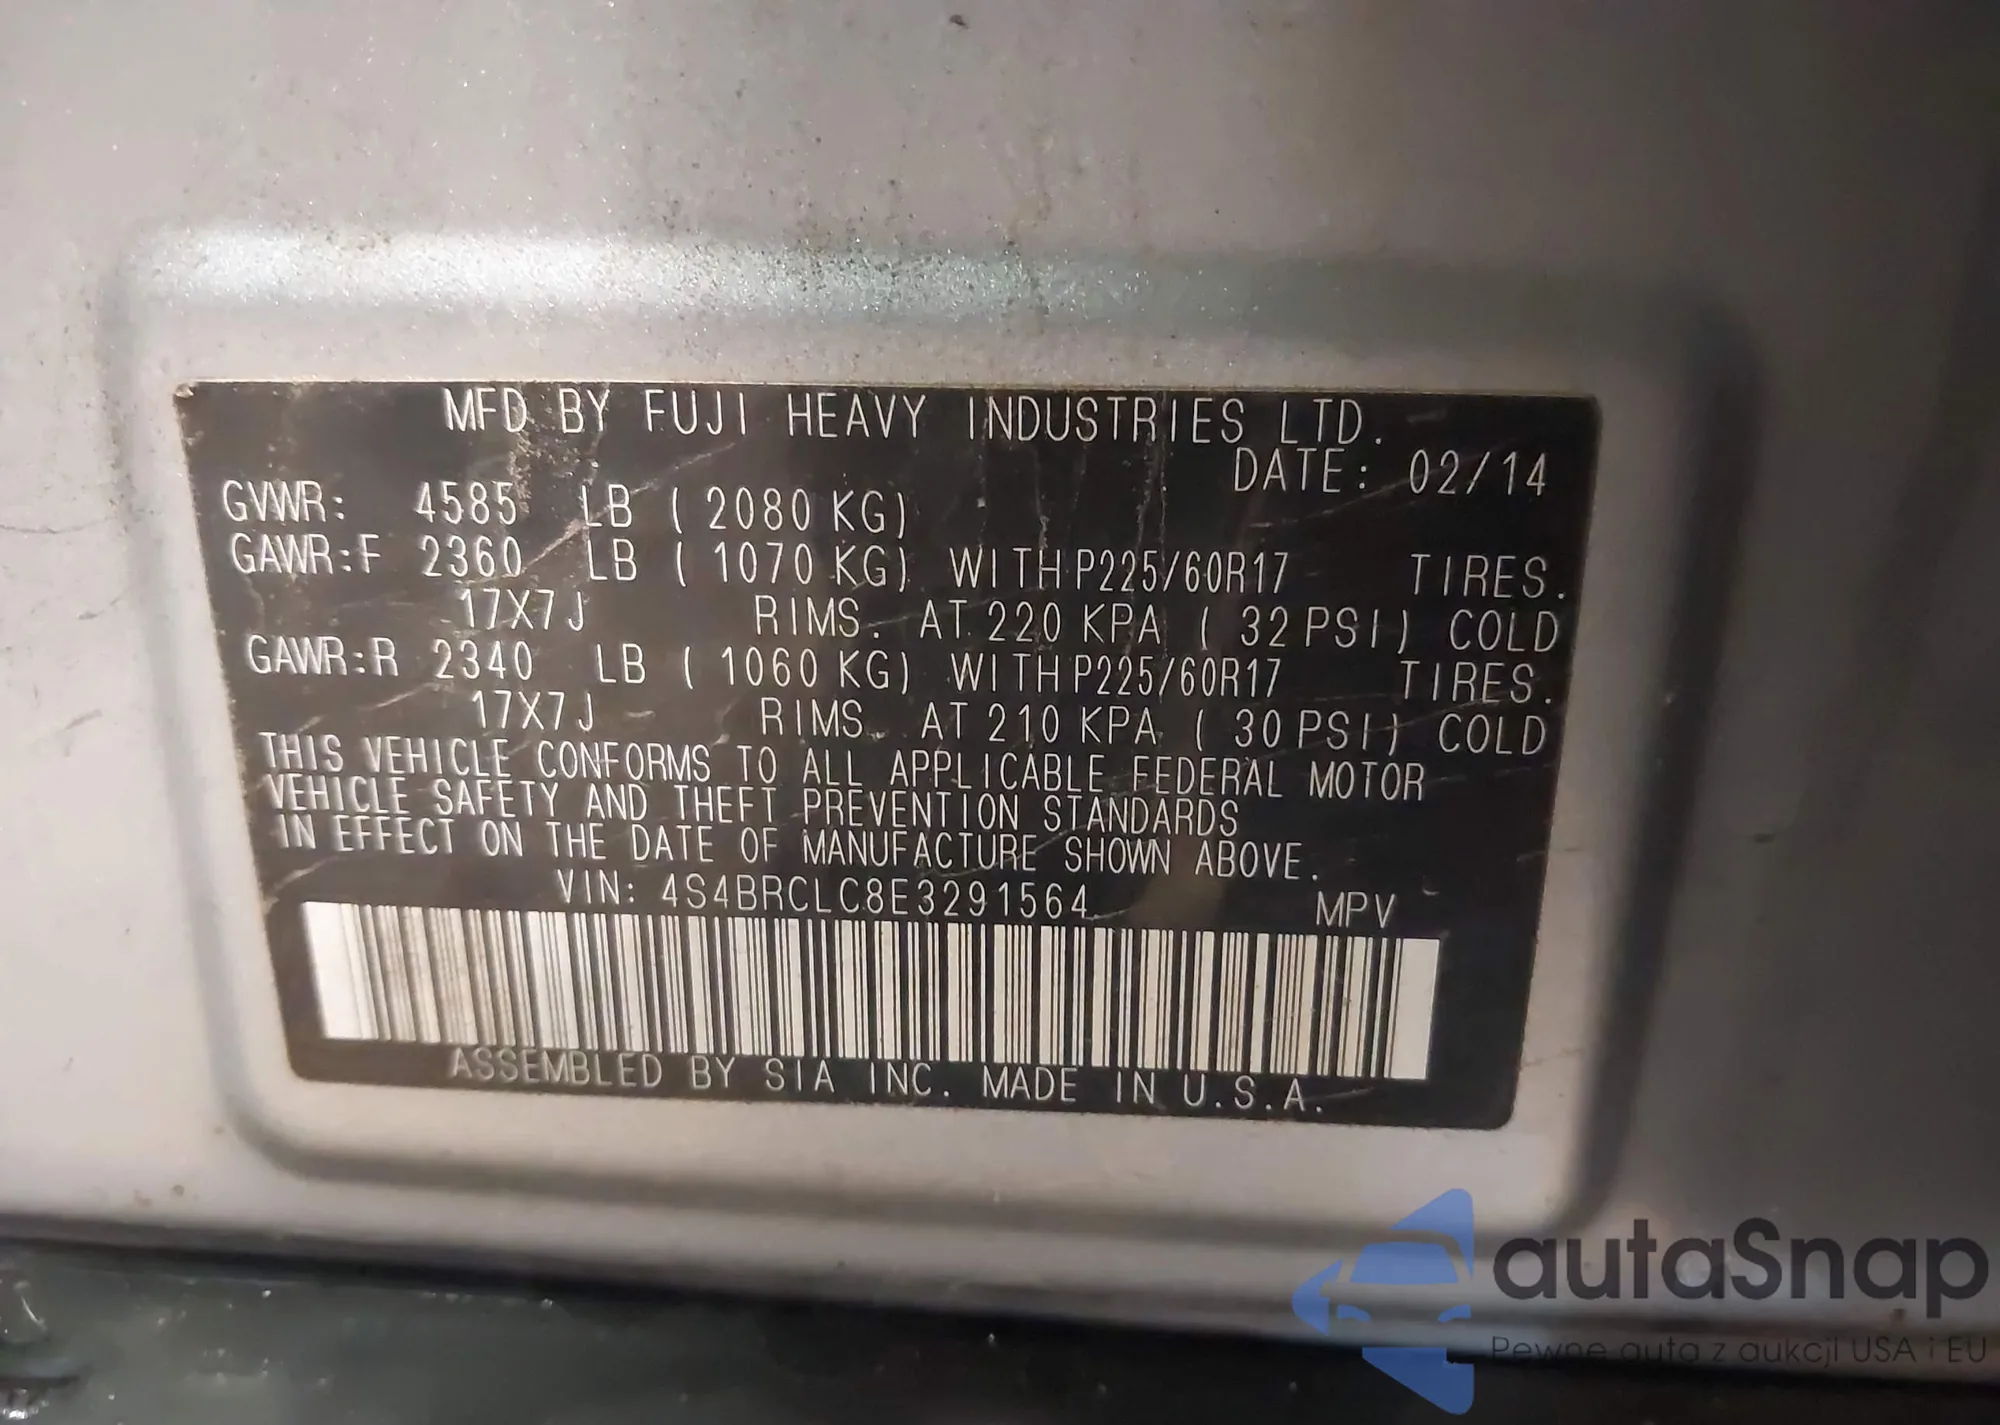 MFD BY FUJI HEAVY INDUSTRIES LTD.
DATE: 02/14
GVWR: 4585 LB ( 2080 KG)
GAWR:F 2360 LB ( 1070 KG) WITH P225/60R17 TIRES.
17X7J RIMS. AT 220 KPA ( 32 PSI) COLD
GAWR:R 2340 LB ( 1060 KG) WITH P225/60R17 TIRES.
17X7J RIMS. AT 210 KPA ( 30 PSI) COLD
THIS VEHICLE CONFORMS TO ALL APPLICABLE FEDERAL MOTOR
VEHICLE SAFETY AND THEFT PREVENTION STANDARDS
IN EFFECT ON THE DATE OF MANUFACTURE SHOWN ABOVE.
VIN: 4S4BRCLC8E3291564 MPV
ASSEMBLED BY SIA INC. MADE IN U.S.A.
autaSnap
Pewne auta z aukcji USA i EU